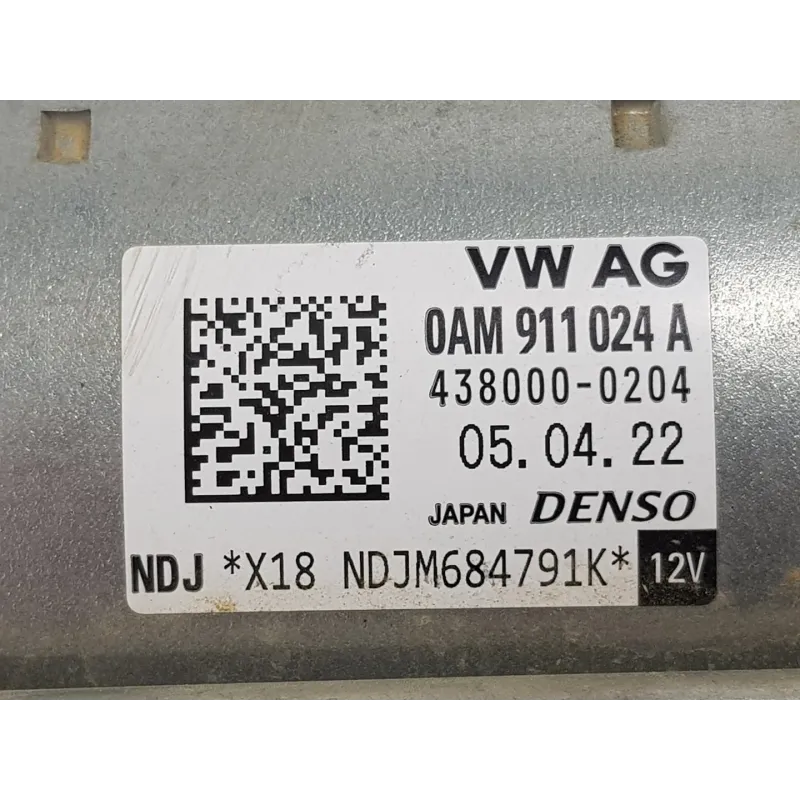 VW AG
0AM 911 024 A
438000-0204
05.04.22
JAPAN DENSO
NDJ *X18 NDJM684791K* 12V